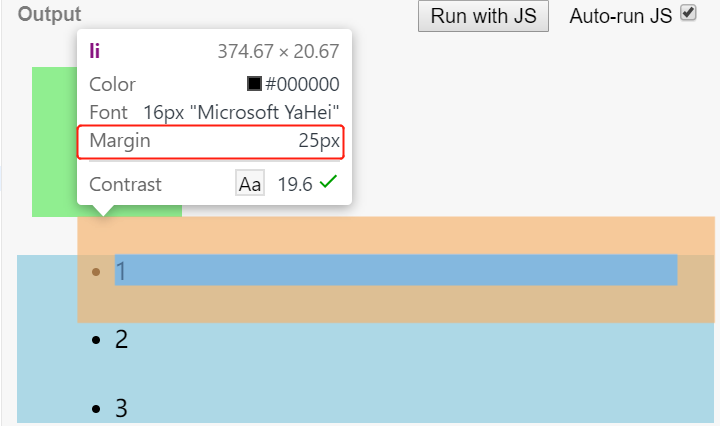 Output
Run with JS
Auto-run JS
li 374.67 × 20.67
Color #000000
Font 16px "Microsoft YaHei"
Margin 25px
Contrast Aa 19.6
1
2
3